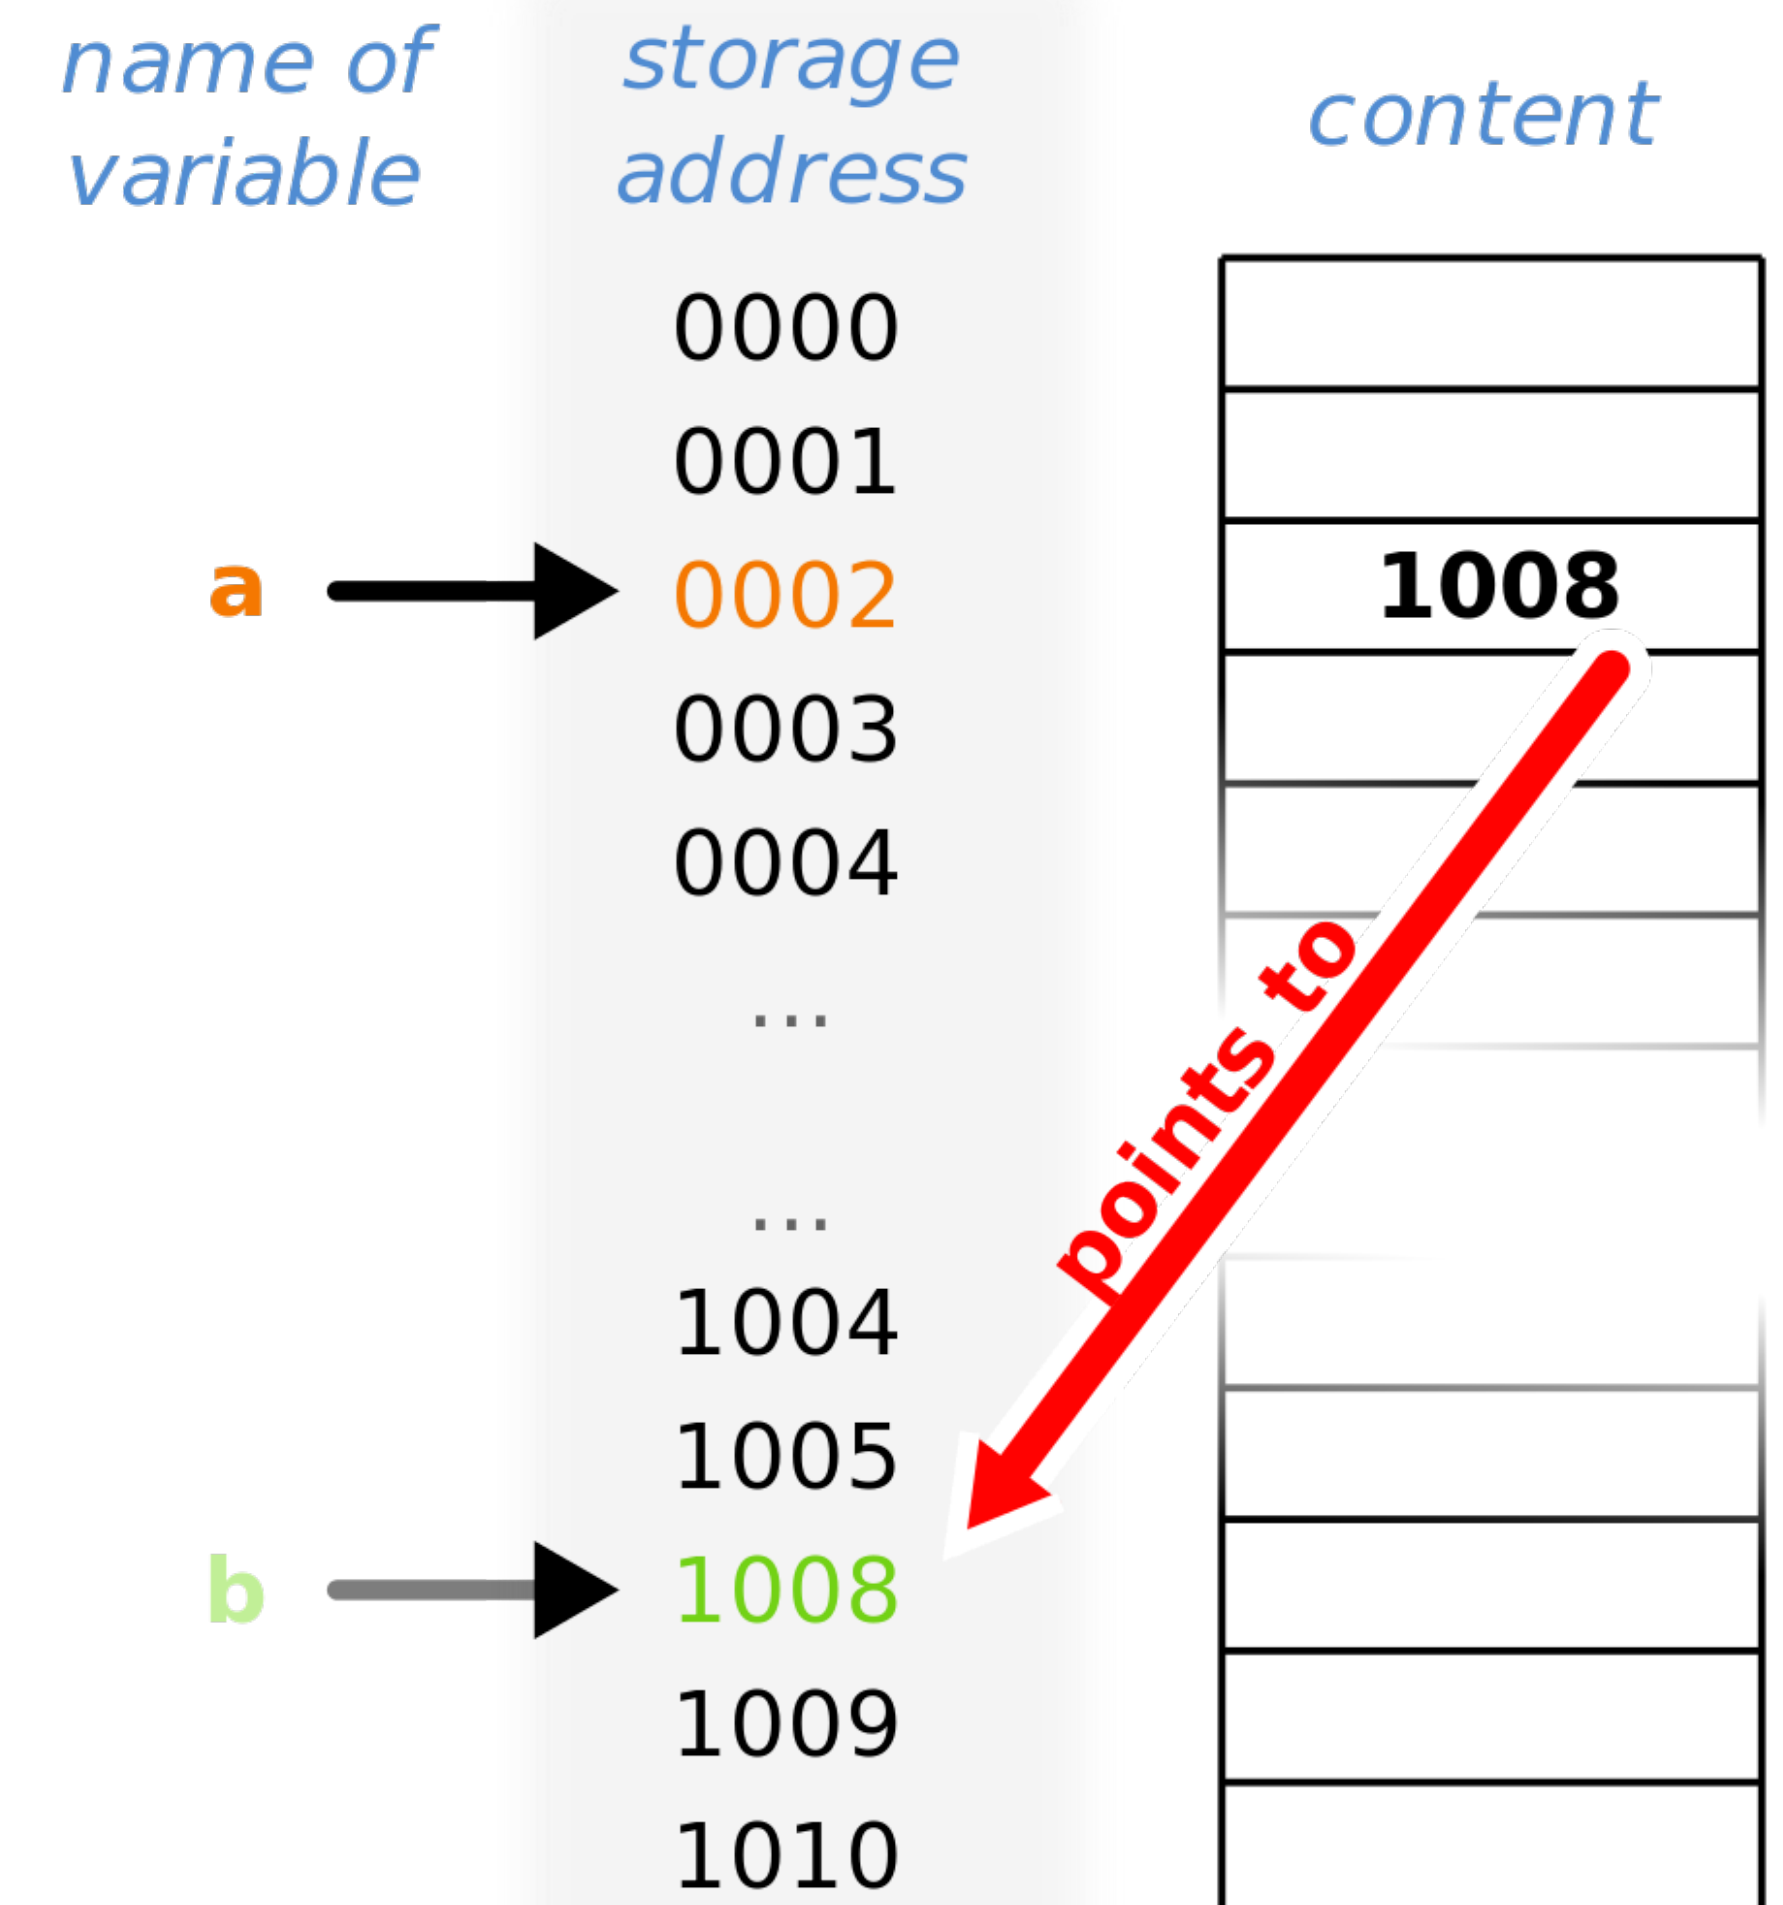 name of
variable
storage
address
content
0000
0001
a 0002 1008
0003
0004
...
points to
...
1004
1005
b 1008
1009
1010